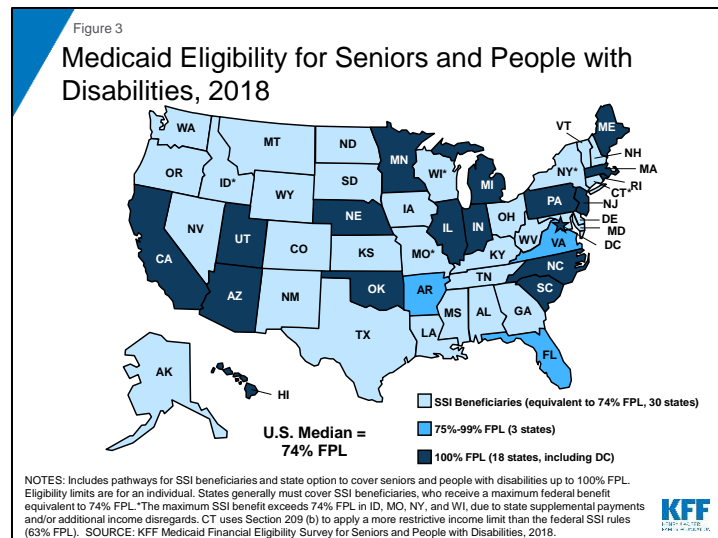 Figure 3
Medicaid Eligibility for Seniors and People with
Disabilities, 2018
WA
MT
ND
MN
VT
ME
OR
ID*
SD
WI*
MI
NY*
NH
MA
WY
RI
CT*
NV
NE
IA
PA
NJ
UT
IL
IN
OH
DE
MD
DC
CA
CO
KS
MO*
WV
VA
KY
AZ
NM
OK
AR
TN
NC
SC
TX
LA
MS
AL
GA
FL
AK
HI
U.S. Median =
74% FPL
SSI Beneficiaries (equivalent to 74% FPL, 30 states)
75%-99% FPL (3 states)
100% FPL (18 states, including DC)
NOTES: Includes pathways for SSI beneficiaries and state option to cover seniors and people with disabilities up to 100% FPL.
Eligibility limits are for an individual. States generally must cover SSI beneficiaries, who receive a maximum federal benefit
equivalent to 74% FPL.*The maximum SSI benefit exceeds 74% FPL in ID, MO, NY, and WI, due to state supplemental payments
and/or additional income disregards. CT uses Section 209 (b) to apply a more restrictive income limit than the federal SSI rules
(63% FPL). SOURCE: KFF Medicaid Financial Eligibility Survey for Seniors and People with Disabilities, 2018.
KFF
HENRY J KAISER
FAMILY FOUNDATION